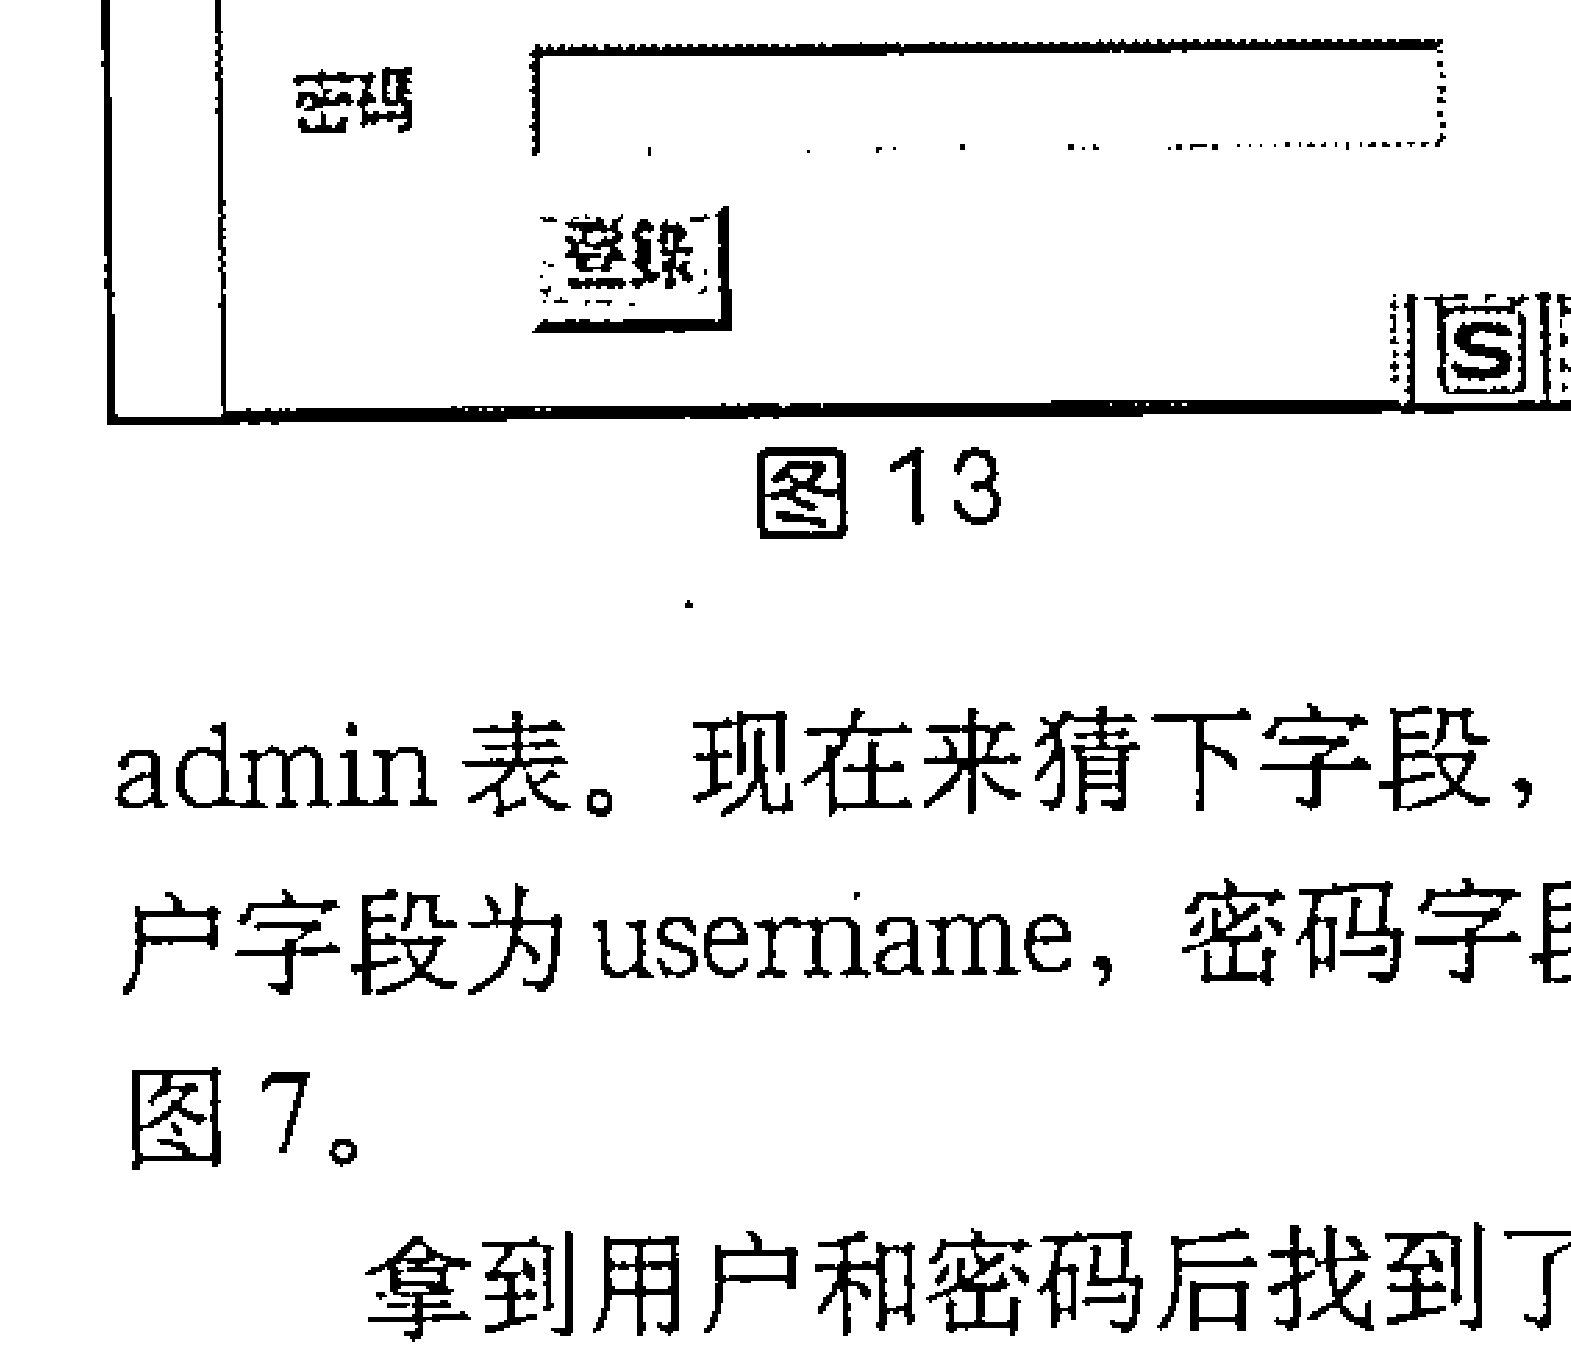 密码
登录
S
图 13
admin 表。现在来猜下字段，
户字段为 username，密码字段
图 7。
拿到用户和密码后找到了